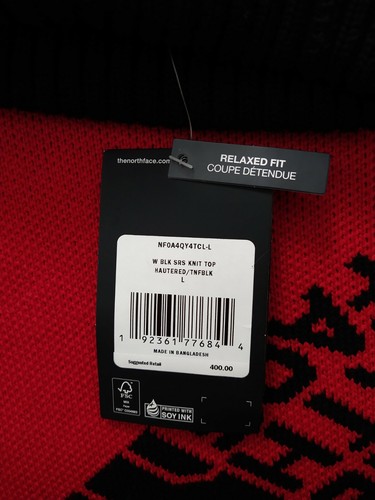 thenorthface.com
RELAXED FIT
COUPE DÉTENDUE
NF0A4QY4TCL-L
W BLK SRS KNIT TOP
HAUTERED/TNFBLK
L
1 92361 77684 4
MADE IN BANGLADESH
Suggested Retail 400.00
FSC
PRINTED WITH
SOY INK